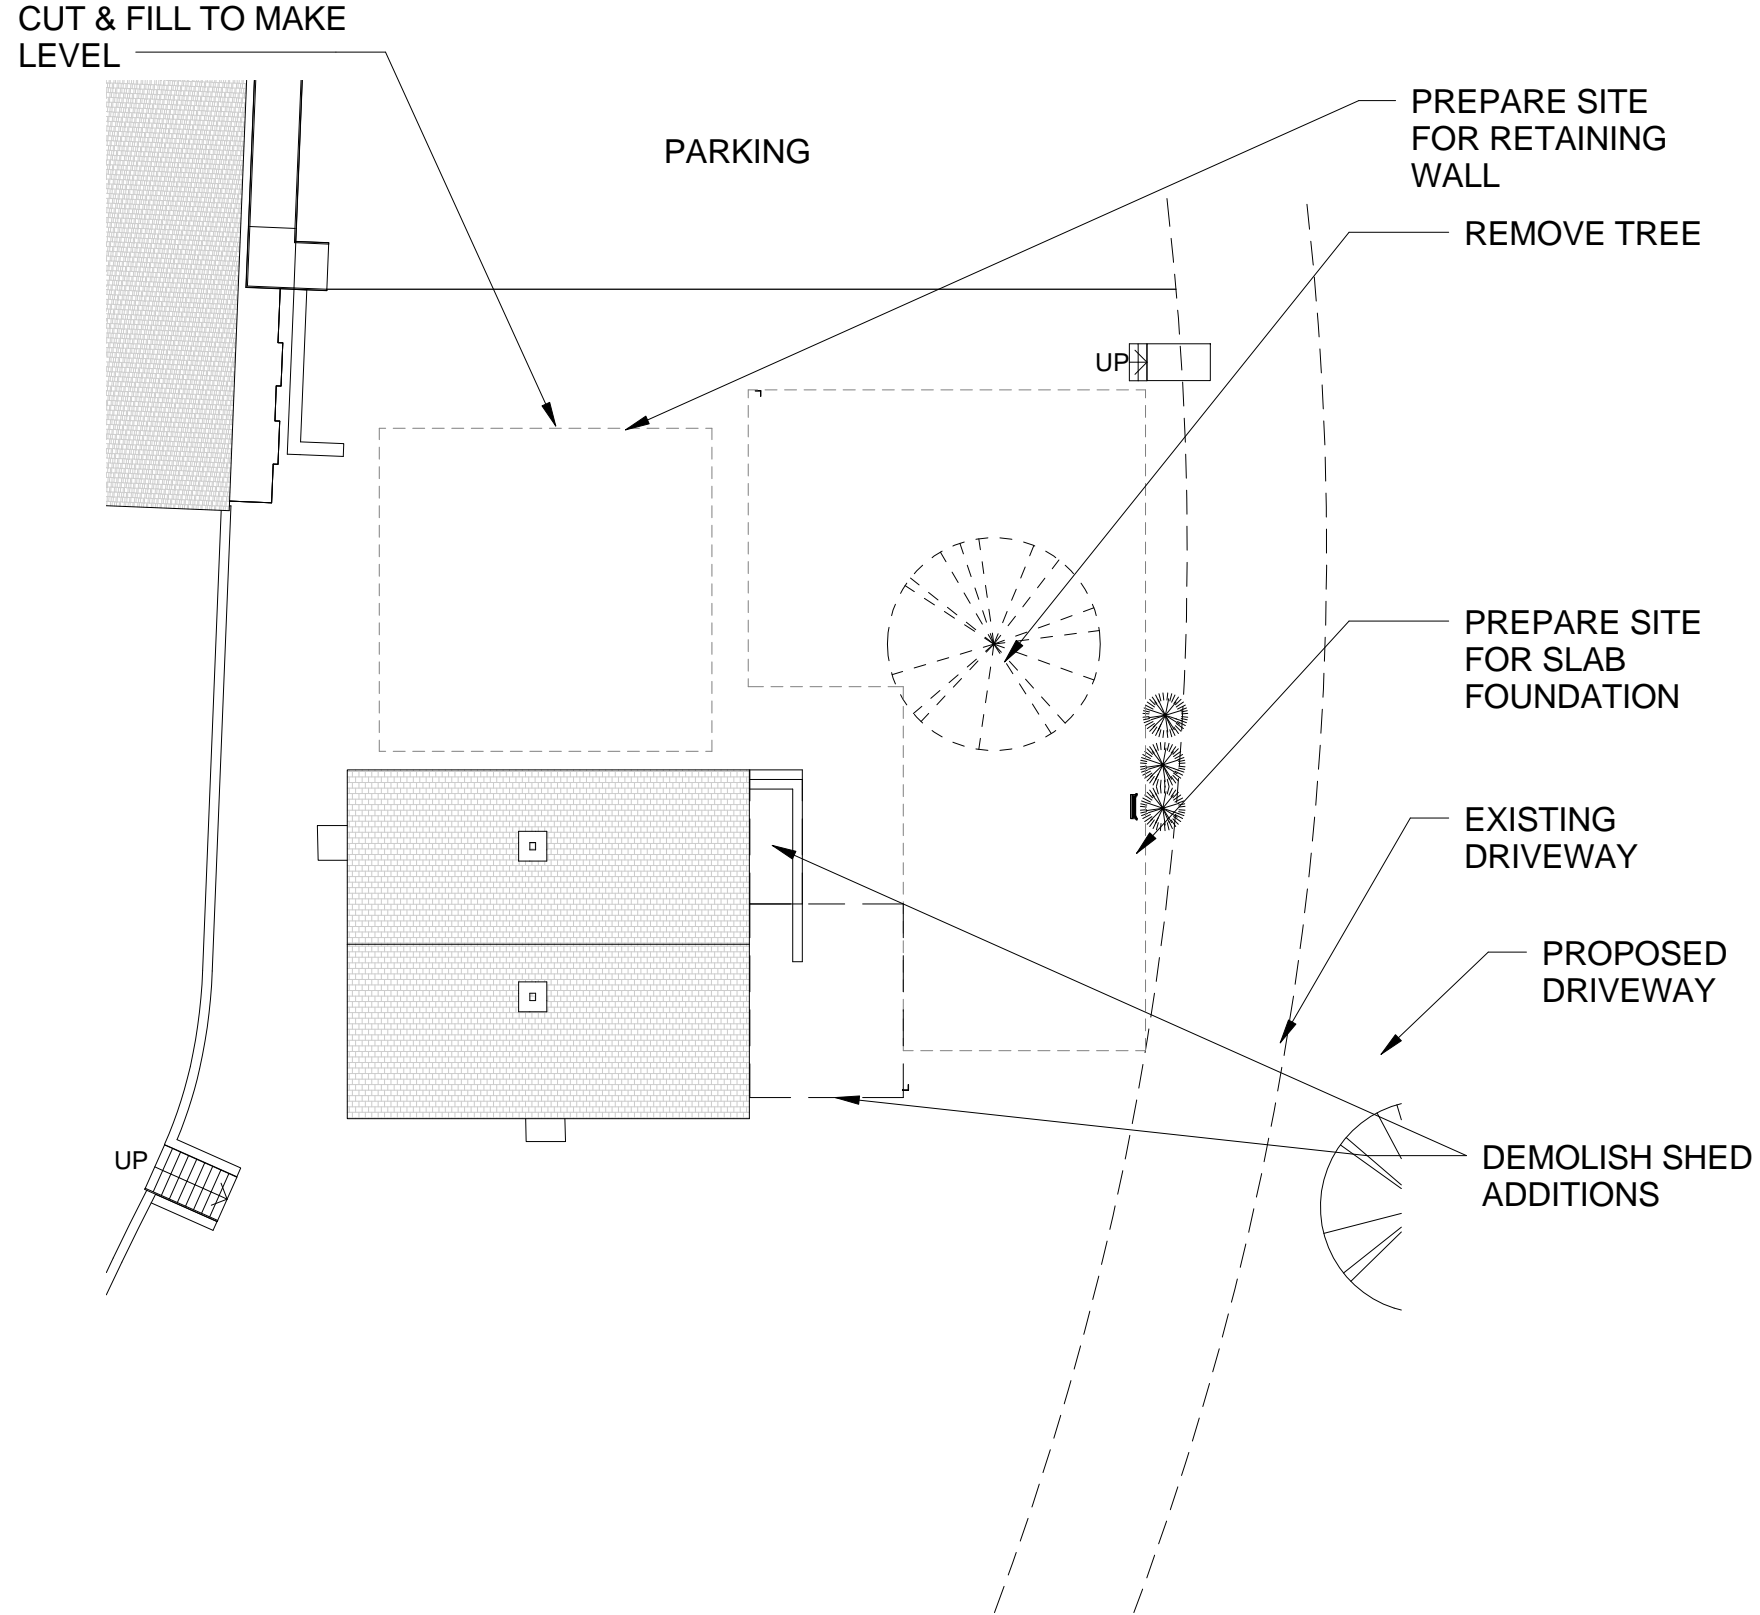 CUT & FILL TO MAKE
LEVEL
PREPARE SITE
FOR RETAINING
WALL
PARKING
REMOVE TREE
UP
PREPARE SITE
FOR SLAB
FOUNDATION
EXISTING
DRIVEWAY
PROPOSED
DRIVEWAY
UP
DEMOLISH SHED
ADDITIONS